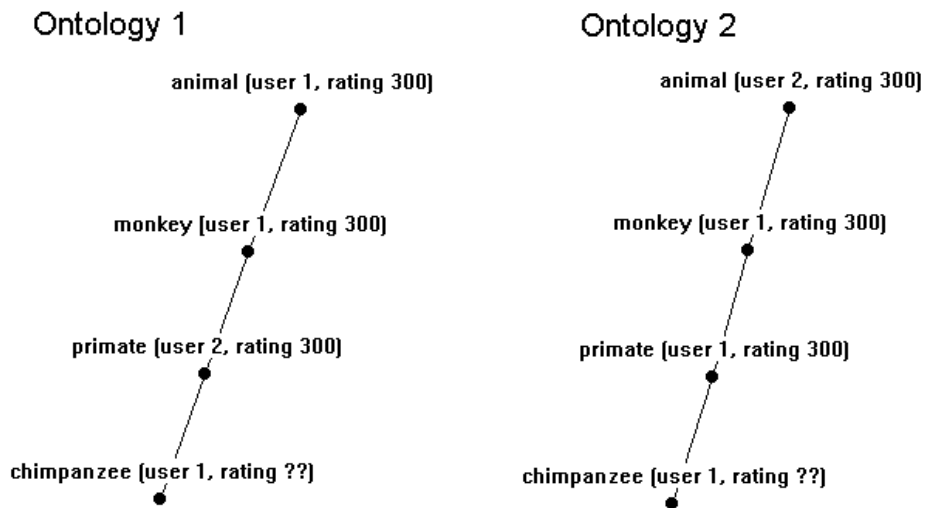 Ontology 1
animal (user 1, rating 300)
monkey (user 1, rating 300)
primate (user 2, rating 300)
chimpanzee (user 1, rating ??)
Ontology 2
animal (user 2, rating 300)
monkey (user 1, rating 300)
primate (user 1, rating 300)
chimpanzee (user 1, rating ??)